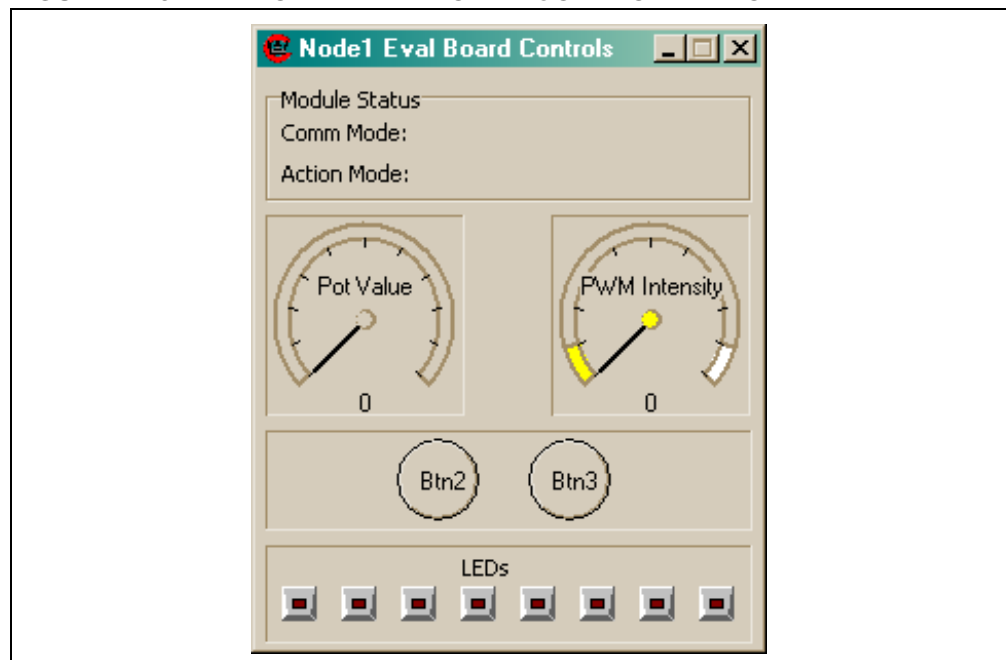 Node1 Eval Board Controls
Module Status
Comm Mode:
Action Mode:
Pot Value
PWM Intensity
0
0
Btn2
Btn3
LEDs